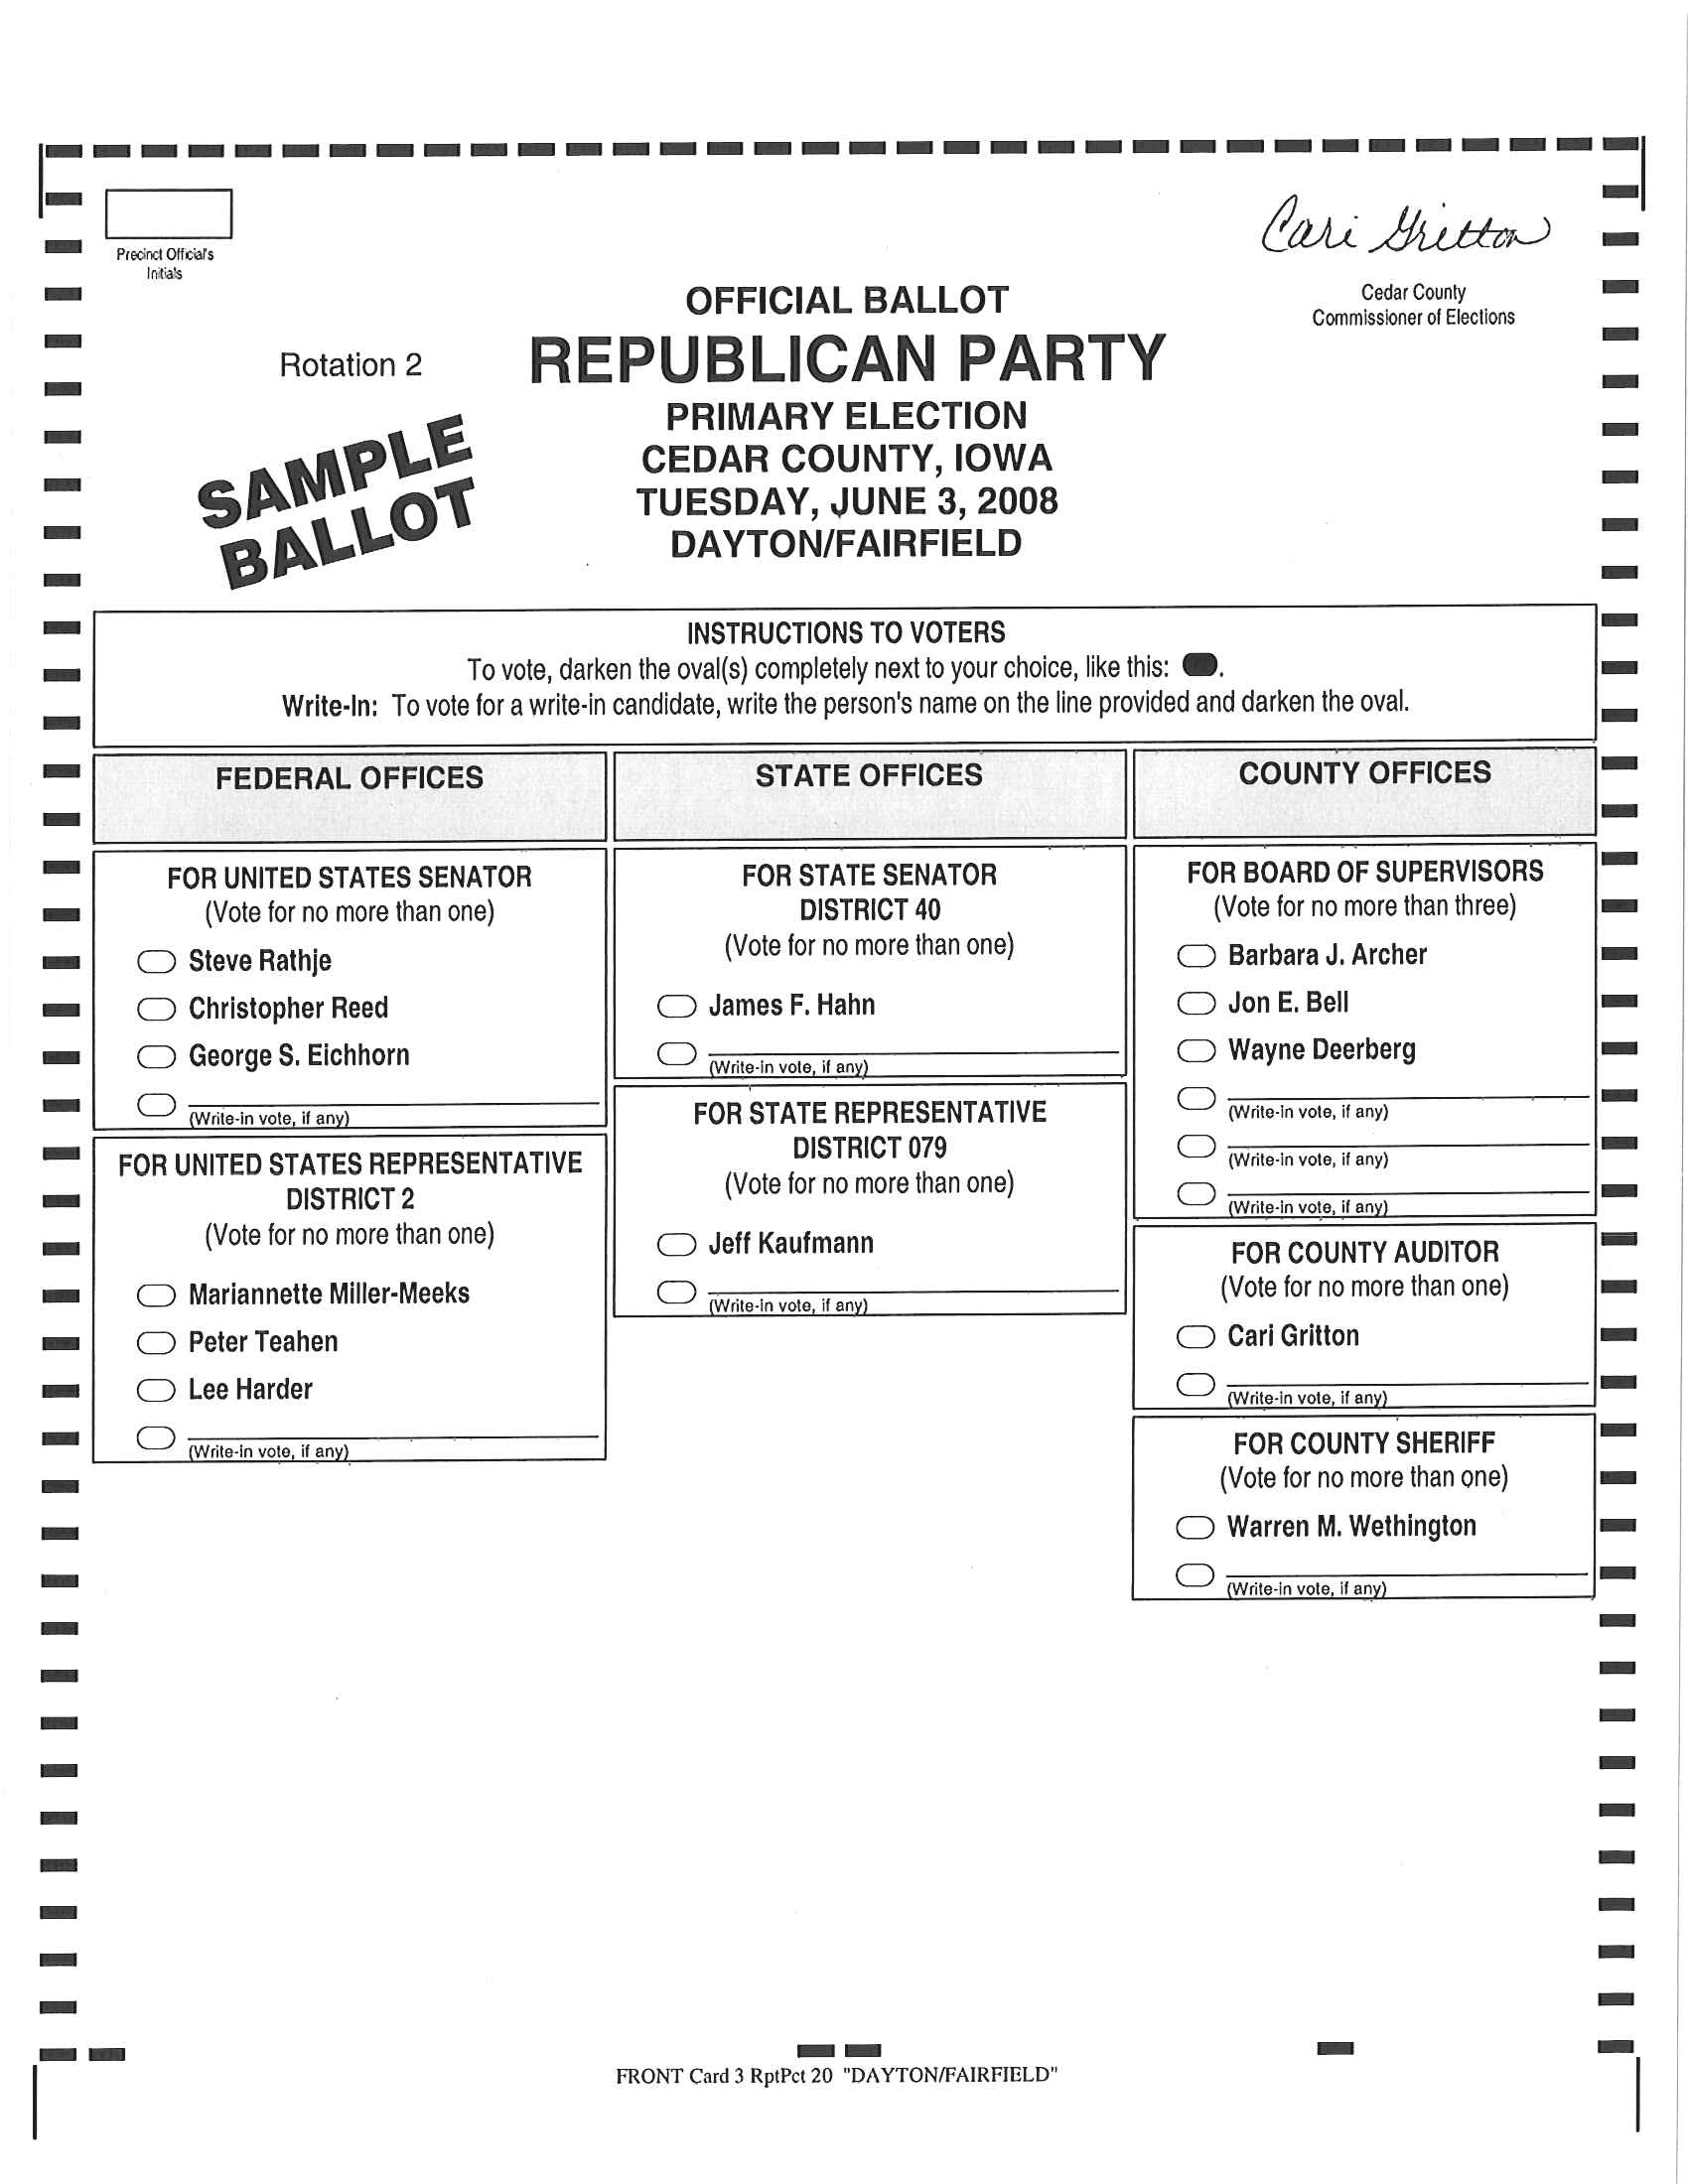 Precinct Official's
Initials
Cari Gritton
Cedar County
Commissioner of Elections
OFFICIAL BALLOT
Rotation 2
REPUBLICAN PARTY
PRIMARY ELECTION
CEDAR COUNTY, IOWA
TUESDAY, JUNE 3, 2008
DAYTON/FAIRFIELD
SAMPLE
BALLOT
INSTRUCTIONS TO VOTERS
To vote, darken the oval(s) completely next to your choice, like this: .
Write-In: To vote for a write-in candidate, write the person's name on the line provided and darken the oval.
FEDERAL OFFICES
FOR UNITED STATES SENATOR
(Vote for no more than one)
Steve Rathje
Christopher Reed
George S. Eichhorn
(Write-in vote, if any)
FOR UNITED STATES REPRESENTATIVE
DISTRICT 2
(Vote for no more than one)
Mariannette Miller-Meeks
Peter Teahen
Lee Harder
(Write-in vote, if any)
STATE OFFICES
FOR STATE SENATOR
DISTRICT 40
(Vote for no more than one)
James F. Hahn
(Write-in vote, if any)
FOR STATE REPRESENTATIVE
DISTRICT 079
(Vote for no more than one)
Jeff Kaufmann
(Write-in vote, if any)
COUNTY OFFICES
FOR BOARD OF SUPERVISORS
(Vote for no more than three)
Barbara J. Archer
Jon E. Bell
Wayne Deerberg
(Write-in vote, if any)
(Write-in vote, if any)
(Write-in vote, if any)
FOR COUNTY AUDITOR
(Vote for no more than one)
Cari Gritton
(Write-in vote, if any)
FOR COUNTY SHERIFF
(Vote for no more than one)
Warren M. Wethington
(Write-in vote, if any)
FRONT Card 3 RptPct 20 "DAYTON/FAIRFIELD"